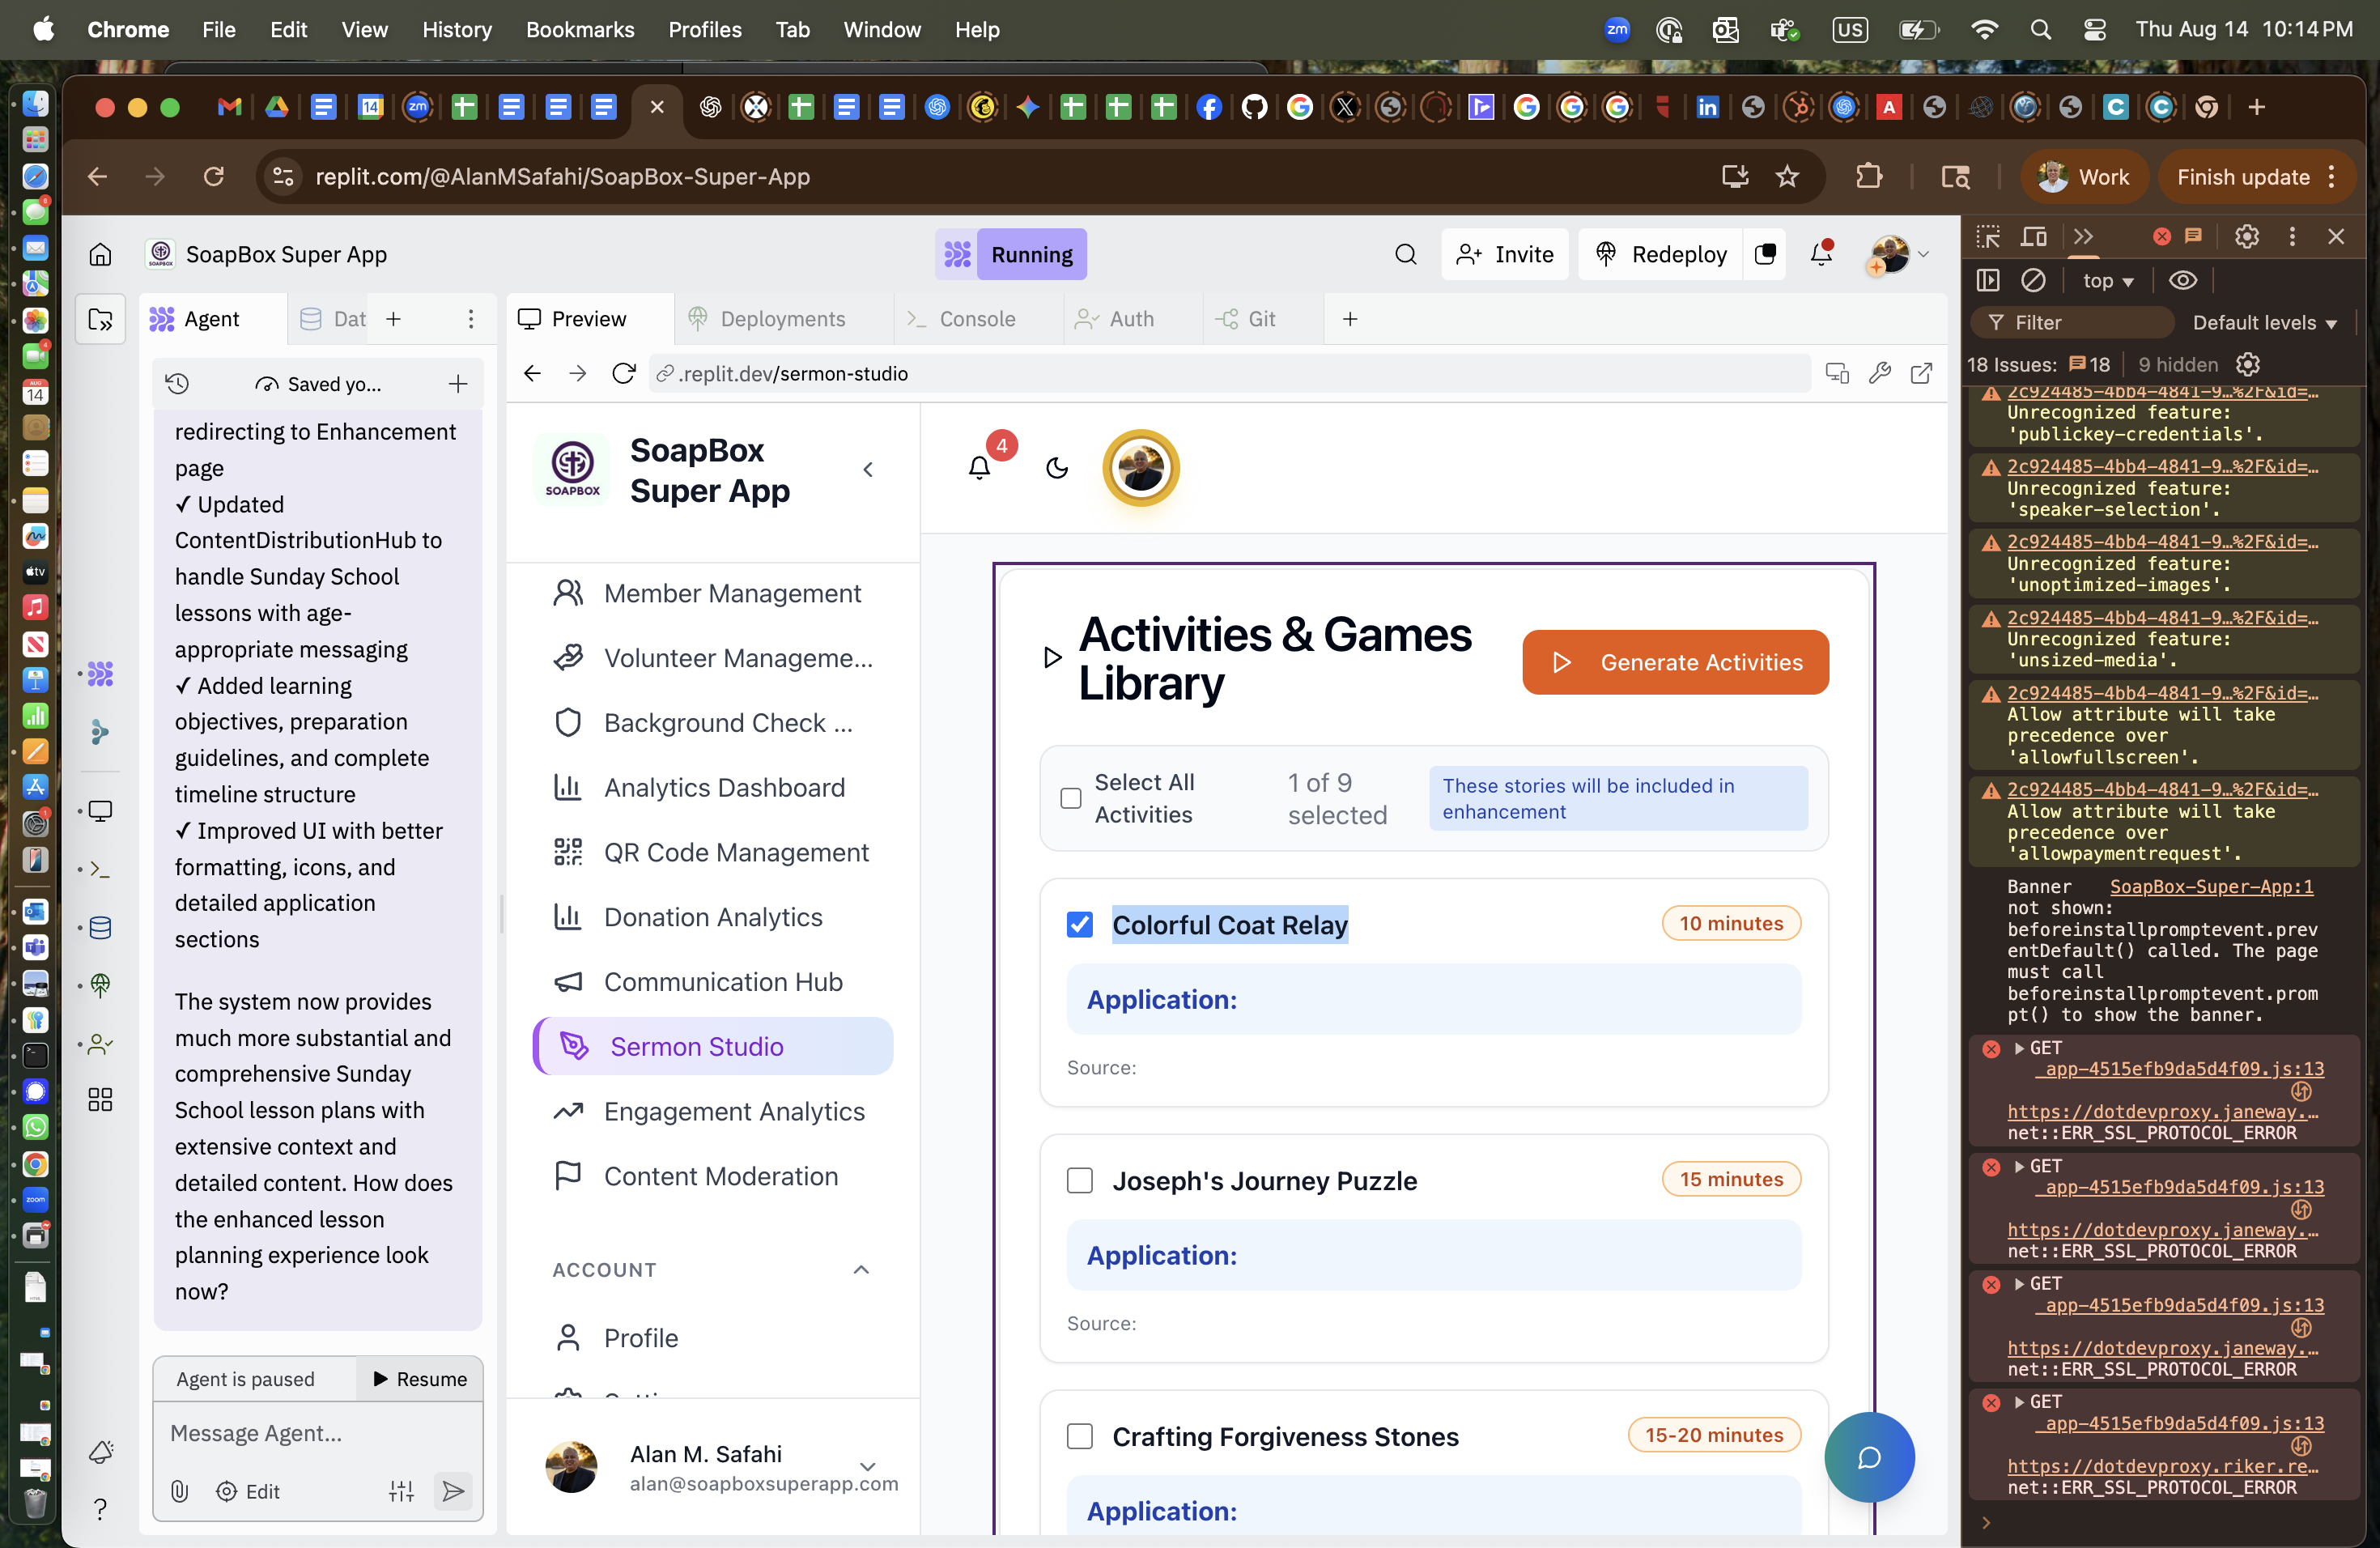 Chrome File Edit View History Bookmarks Profiles Tab Window Help zm US Thu Aug 14 10:14 PM
replit.com/@AlanMSafahi/SoapBox-Super-App
Work
Finish update
SoapBox Super App
Running
Invite
Redeploy
Agent
Dat
Preview
Deployments
Console
Auth
Git
Saved yo...
.replit.dev/sermon-studio
redirecting to Enhancement
page
✓ Updated
ContentDistributionHub to
handle Sunday School
lessons with age-
appropriate messaging
✓ Added learning
objectives, preparation
guidelines, and complete
timeline structure
✓ Improved UI with better
formatting, icons, and
detailed application
sections
The system now provides
much more substantial and
comprehensive Sunday
School lesson plans with
extensive context and
detailed content. How does
the enhanced lesson
planning experience look
now?
Agent is paused
Resume
Message Agent...
Edit
SOAPBOX
SoapBox
Super App
4
Member Management
Volunteer Manageme...
Background Check ...
Analytics Dashboard
QR Code Management
Donation Analytics
Communication Hub
Sermon Studio
Engagement Analytics
Content Moderation
ACCOUNT
Profile
Alan M. Safahi
alan@soapboxsuperapp.com
Activities & Games
Library
Generate Activities
Select All
Activities
1 of 9
selected
These stories will be included in
enhancement
Colorful Coat Relay
10 minutes
Application:
Source:
Joseph's Journey Puzzle
15 minutes
Application:
Source:
Crafting Forgiveness Stones
15-20 minutes
Application:
top
Filter
Default levels
18 Issues: 18
9 hidden
2c924485-4bb4-4841-9…%2F&id=…
Unrecognized feature:
'publickey-credentials'.
2c924485-4bb4-4841-9…%2F&id=…
Unrecognized feature:
'speaker-selection'.
2c924485-4bb4-4841-9…%2F&id=…
Unrecognized feature:
'unoptimized-images'.
2c924485-4bb4-4841-9…%2F&id=…
Unrecognized feature:
'unsized-media'.
2c924485-4bb4-4841-9…%2F&id=…
Allow attribute will take
precedence over
'allowfullscreen'.
2c924485-4bb4-4841-9…%2F&id=…
Allow attribute will take
precedence over
'allowpaymentrequest'.
Banner SoapBox-Super-App:1
not shown:
beforeinstallpromptevent.prev
entDefault() called. The page
must call
beforeinstallpromptevent.prom
pt() to show the banner.
GET
_app-4515efb9da5d4f09.js:13
https://dotdevproxy.janeway.…
net::ERR_SSL_PROTOCOL_ERROR
GET
_app-4515efb9da5d4f09.js:13
https://dotdevproxy.janeway.…
net::ERR_SSL_PROTOCOL_ERROR
GET
_app-4515efb9da5d4f09.js:13
https://dotdevproxy.janeway.…
net::ERR_SSL_PROTOCOL_ERROR
GET
_app-4515efb9da5d4f09.js:13
https://dotdevproxy.riker.re…
net::ERR_SSL_PROTOCOL_ERROR